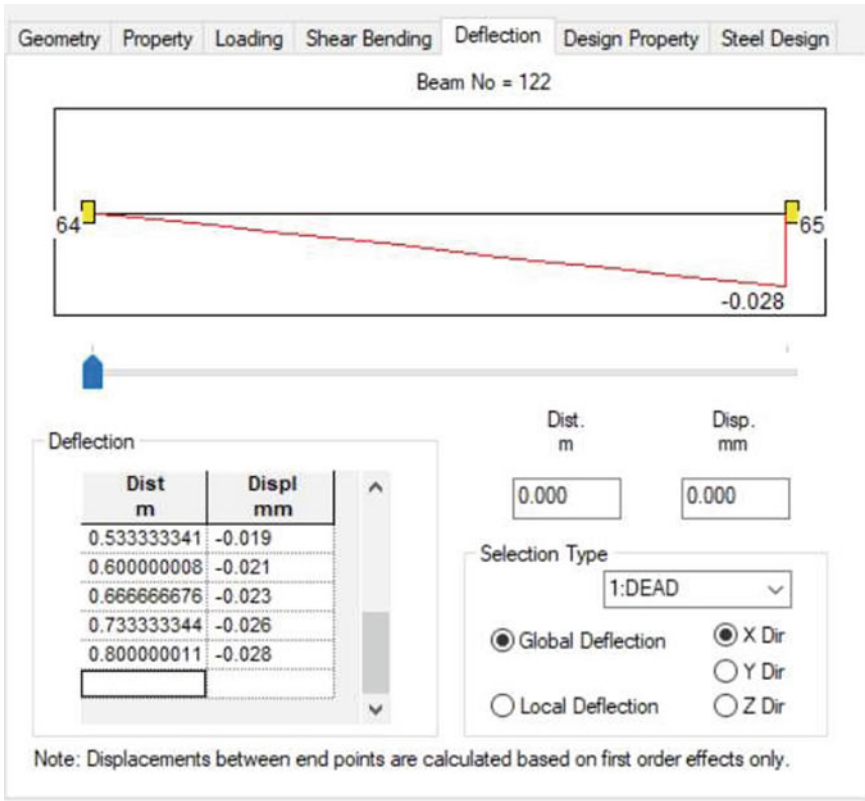 Geometry Property Loading Shear Bending Deflection Design Property Steel Design
Beam No = 122
64
65
-0.028
Dist.
m
Disp.
mm
0.000
0.000
Deflection
Dist Displ
m mm
0.533333341 -0.019
0.600000008 -0.021
0.666666676 -0.023
0.733333344 -0.026
0.800000011 -0.028
Selection Type
1:DEAD
Global Deflection
X Dir
Y Dir
Local Deflection
Z Dir
Note: Displacements between end points are calculated based on first order effects only.